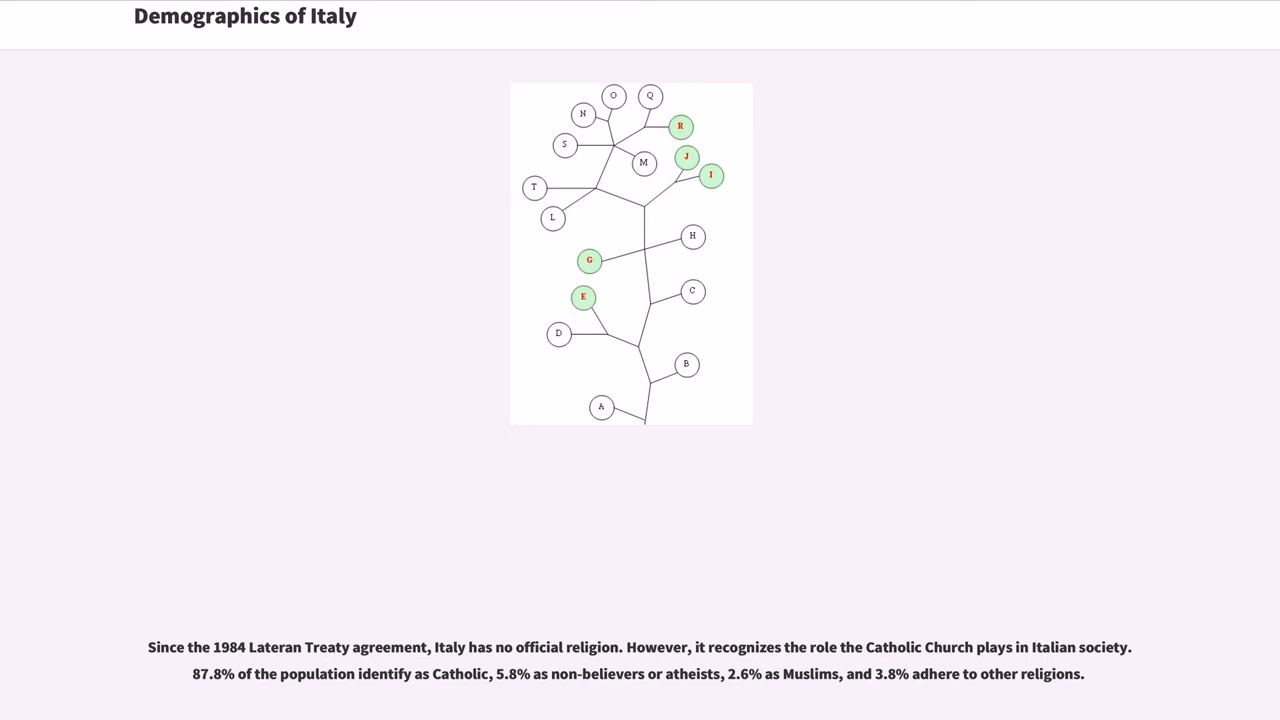 Demographics of Italy
O
Q
N
R
S
J
M
I
T
L
H
G
C
E
D
B
A
Since the 1984 Lateran Treaty agreement, Italy has no official religion. However, it recognizes the role the Catholic Church plays in Italian society.
87.8% of the population identify as Catholic, 5.8% as non-believers or atheists, 2.6% as Muslims, and 3.8% adhere to other religions.